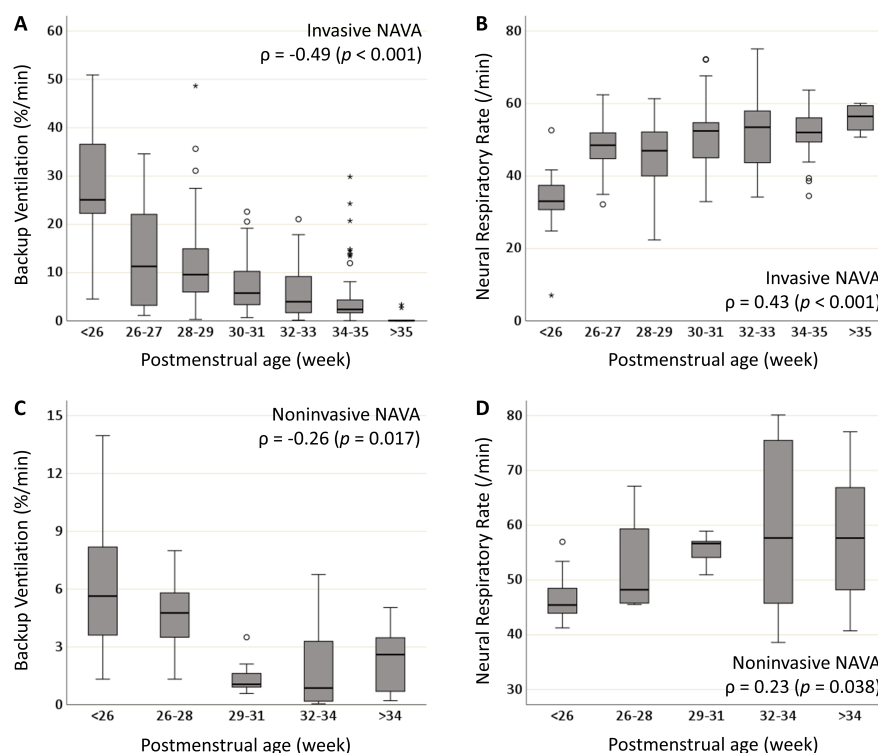 A
Invasive NAVA
ρ = -0.49 (p < 0.001)
Backup Ventilation (%/min)
60
50
40
30
20
10
0
<26 26-27 28-29 30-31 32-33 34-35 >35
Postmenstrual age (week)
B
Neural Respiratory Rate (/min)
80
60
40
20
0
Invasive NAVA
ρ = 0.43 (p < 0.001)
<26 26-27 28-29 30-31 32-33 34-35 >35
Postmenstrual age (week)
C
Noninvasive NAVA
ρ = -0.26 (p = 0.017)
Backup Ventilation (%/min)
15
12
9
6
3
0
<26 26-28 29-31 32-34 >34
Postmenstrual age (week)
D
Neural Respiratory Rate (/min)
80
70
60
50
40
30
Noninvasive NAVA
ρ = 0.23 (p = 0.038)
<26 26-28 29-31 32-34 >34
Postmenstrual age (week)